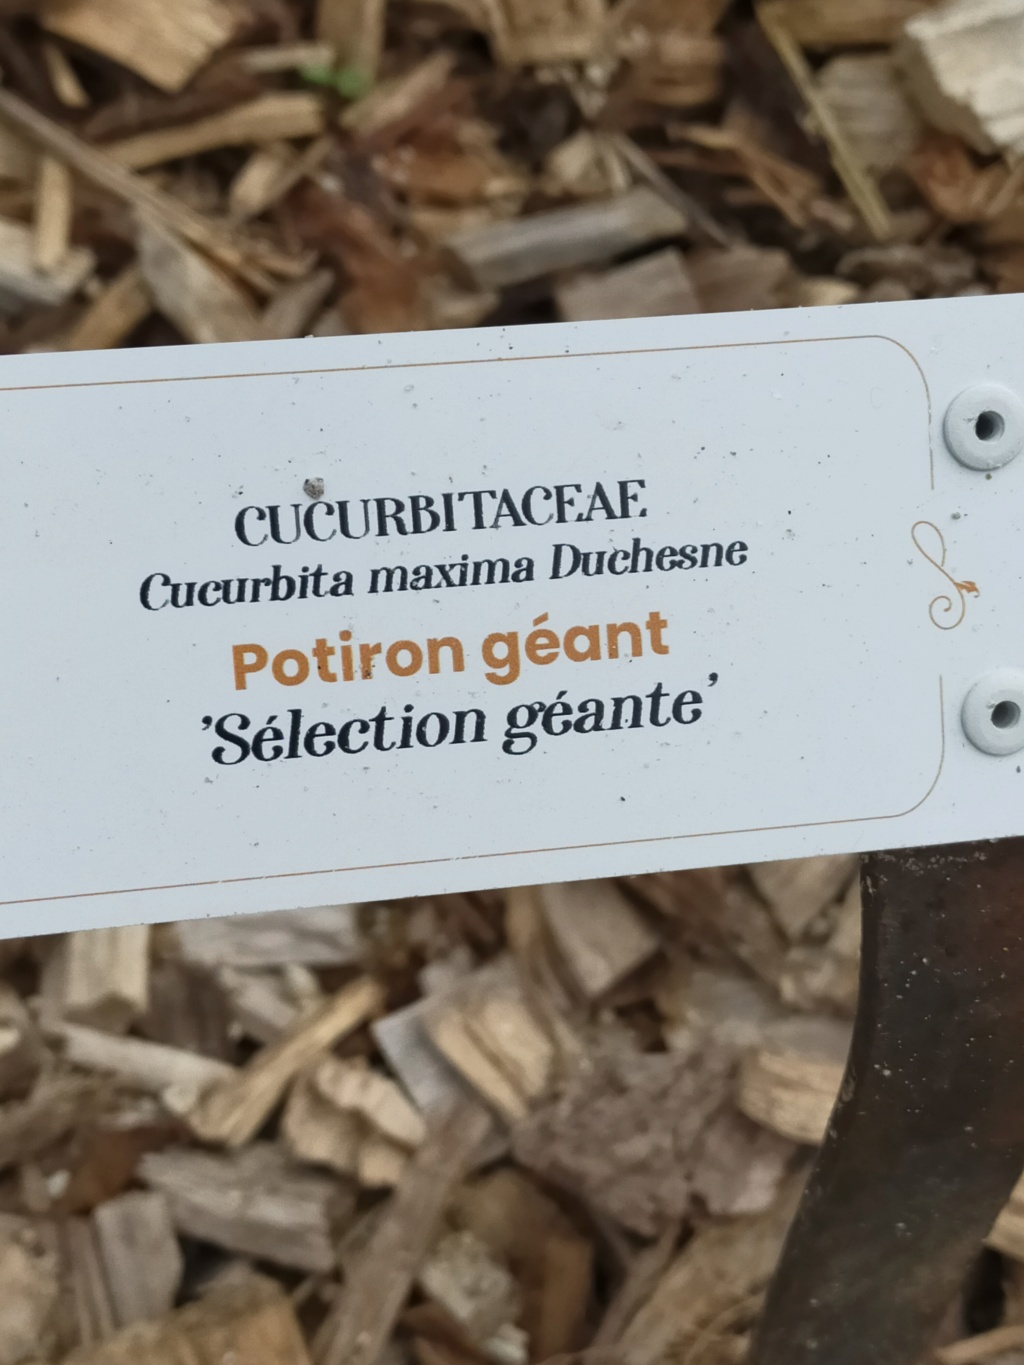 CUCURBITACEAE
Cucurbita maxima Duchesne
Potiron géant
’Sélection géante’